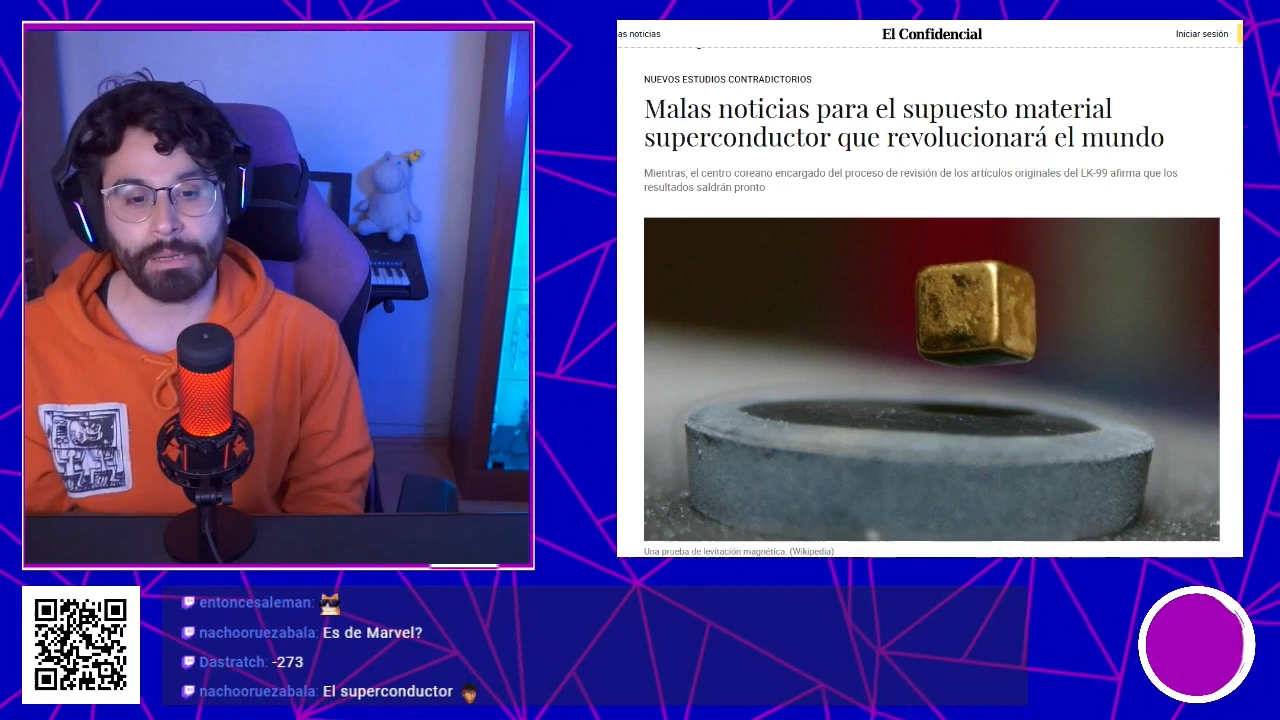 as noticias
El Confidencial
Iniciar sesión
NUEVOS ESTUDIOS CONTRADICTORIOS
Malas noticias para el supuesto material
superconductor que revolucionará el mundo
Mientras, el centro coreano encargado del proceso de revisión de los artículos originales del LK-99 afirma que los
resultados saldrán pronto
Una prueba de levitación magnética. (Wikipedia)
entoncesaleman:
nachooruezabala: Es de Marvel?
Dastratch: -273
nachooruezabala: El superconductor